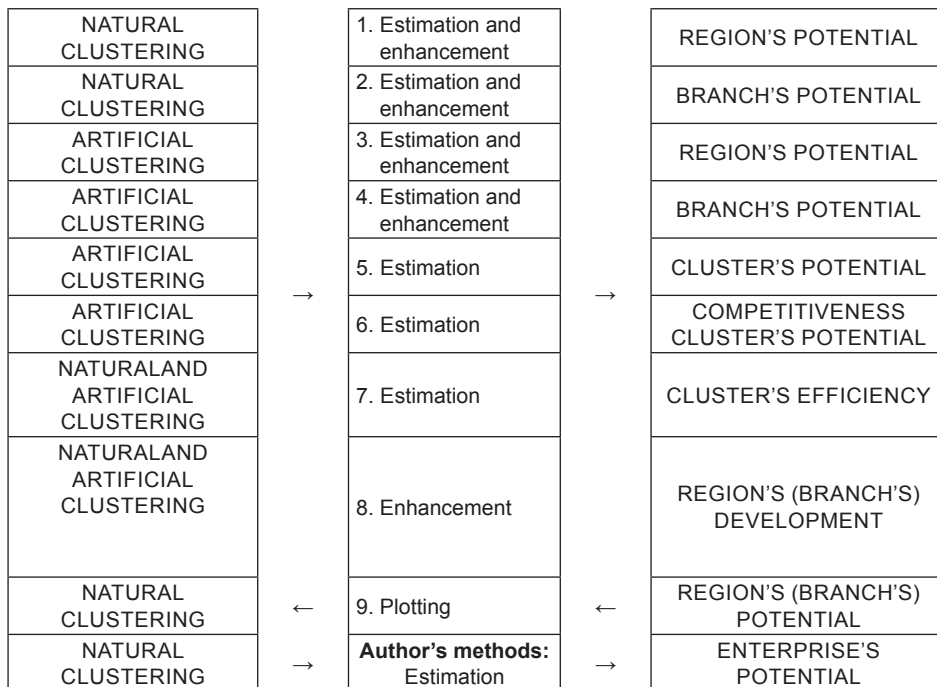 NATURAL
CLUSTERING
1. Estimation and
enhancement
REGION'S POTENTIAL
NATURAL
CLUSTERING
2. Estimation and
enhancement
BRANCH'S POTENTIAL
ARTIFICIAL
CLUSTERING
3. Estimation and
enhancement
REGION'S POTENTIAL
ARTIFICIAL
CLUSTERING
4. Estimation and
enhancement
BRANCH'S POTENTIAL
ARTIFICIAL
CLUSTERING
→
5. Estimation
→
CLUSTER'S POTENTIAL
ARTIFICIAL
CLUSTERING
6. Estimation
COMPETITIVENESS
CLUSTER'S POTENTIAL
NATURALAND
ARTIFICIAL
CLUSTERING
7. Estimation
CLUSTER'S EFFICIENCY
NATURALAND
ARTIFICIAL
CLUSTERING
8. Enhancement
REGION'S (BRANCH'S)
DEVELOPMENT
NATURAL
CLUSTERING
←
9. Plotting
←
REGION'S (BRANCH'S)
POTENTIAL
NATURAL
CLUSTERING
→
Author's methods:
Estimation
→
ENTERPRISE'S
POTENTIAL